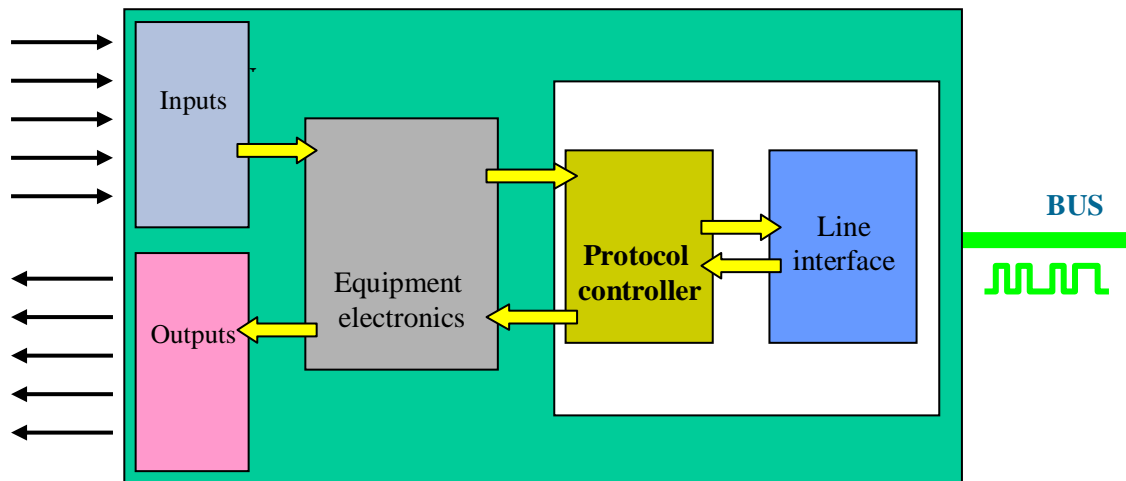 Inputs
BUS
Protocol
controller
Line
interface
Equipment
electronics
Outputs